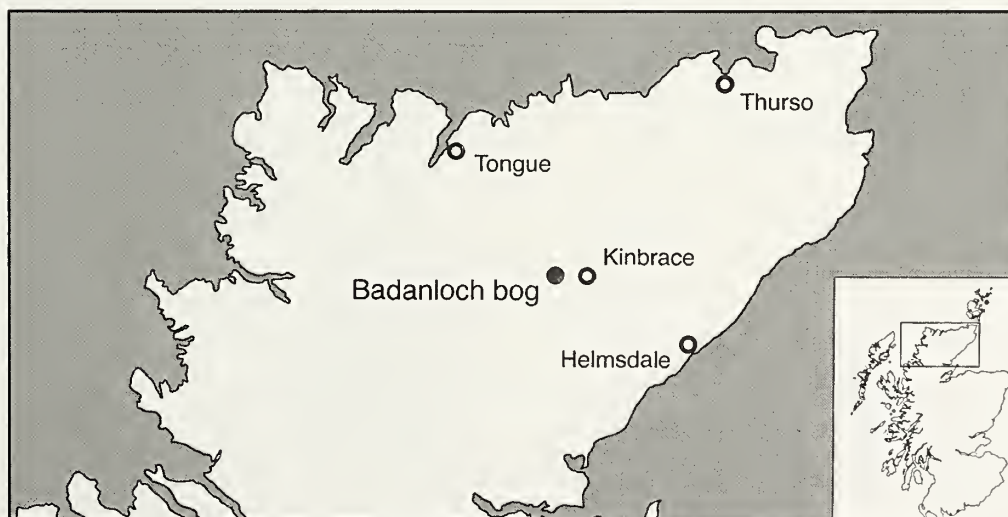 Thurso
Tongue
Kinbrace
Badanloch bog
Helmsdale
A